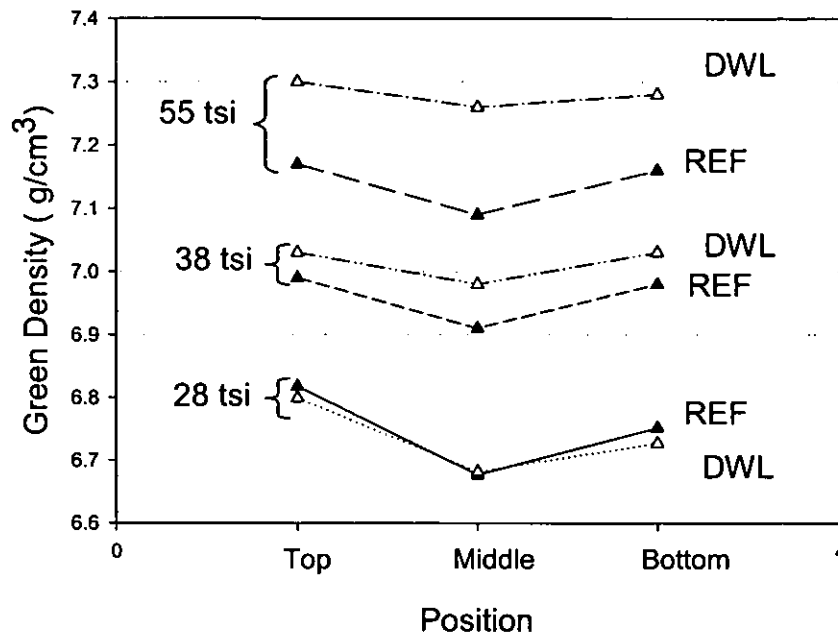 Green Density ( g/cm³)
7.4
7.3
7.2
7.1
7.0
6.9
6.8
6.7
6.6
55 tsi
38 tsi
28 tsi
DWL
REF
DWL
REF
REF
DWL
0
Top
Middle
Bottom
4
Position